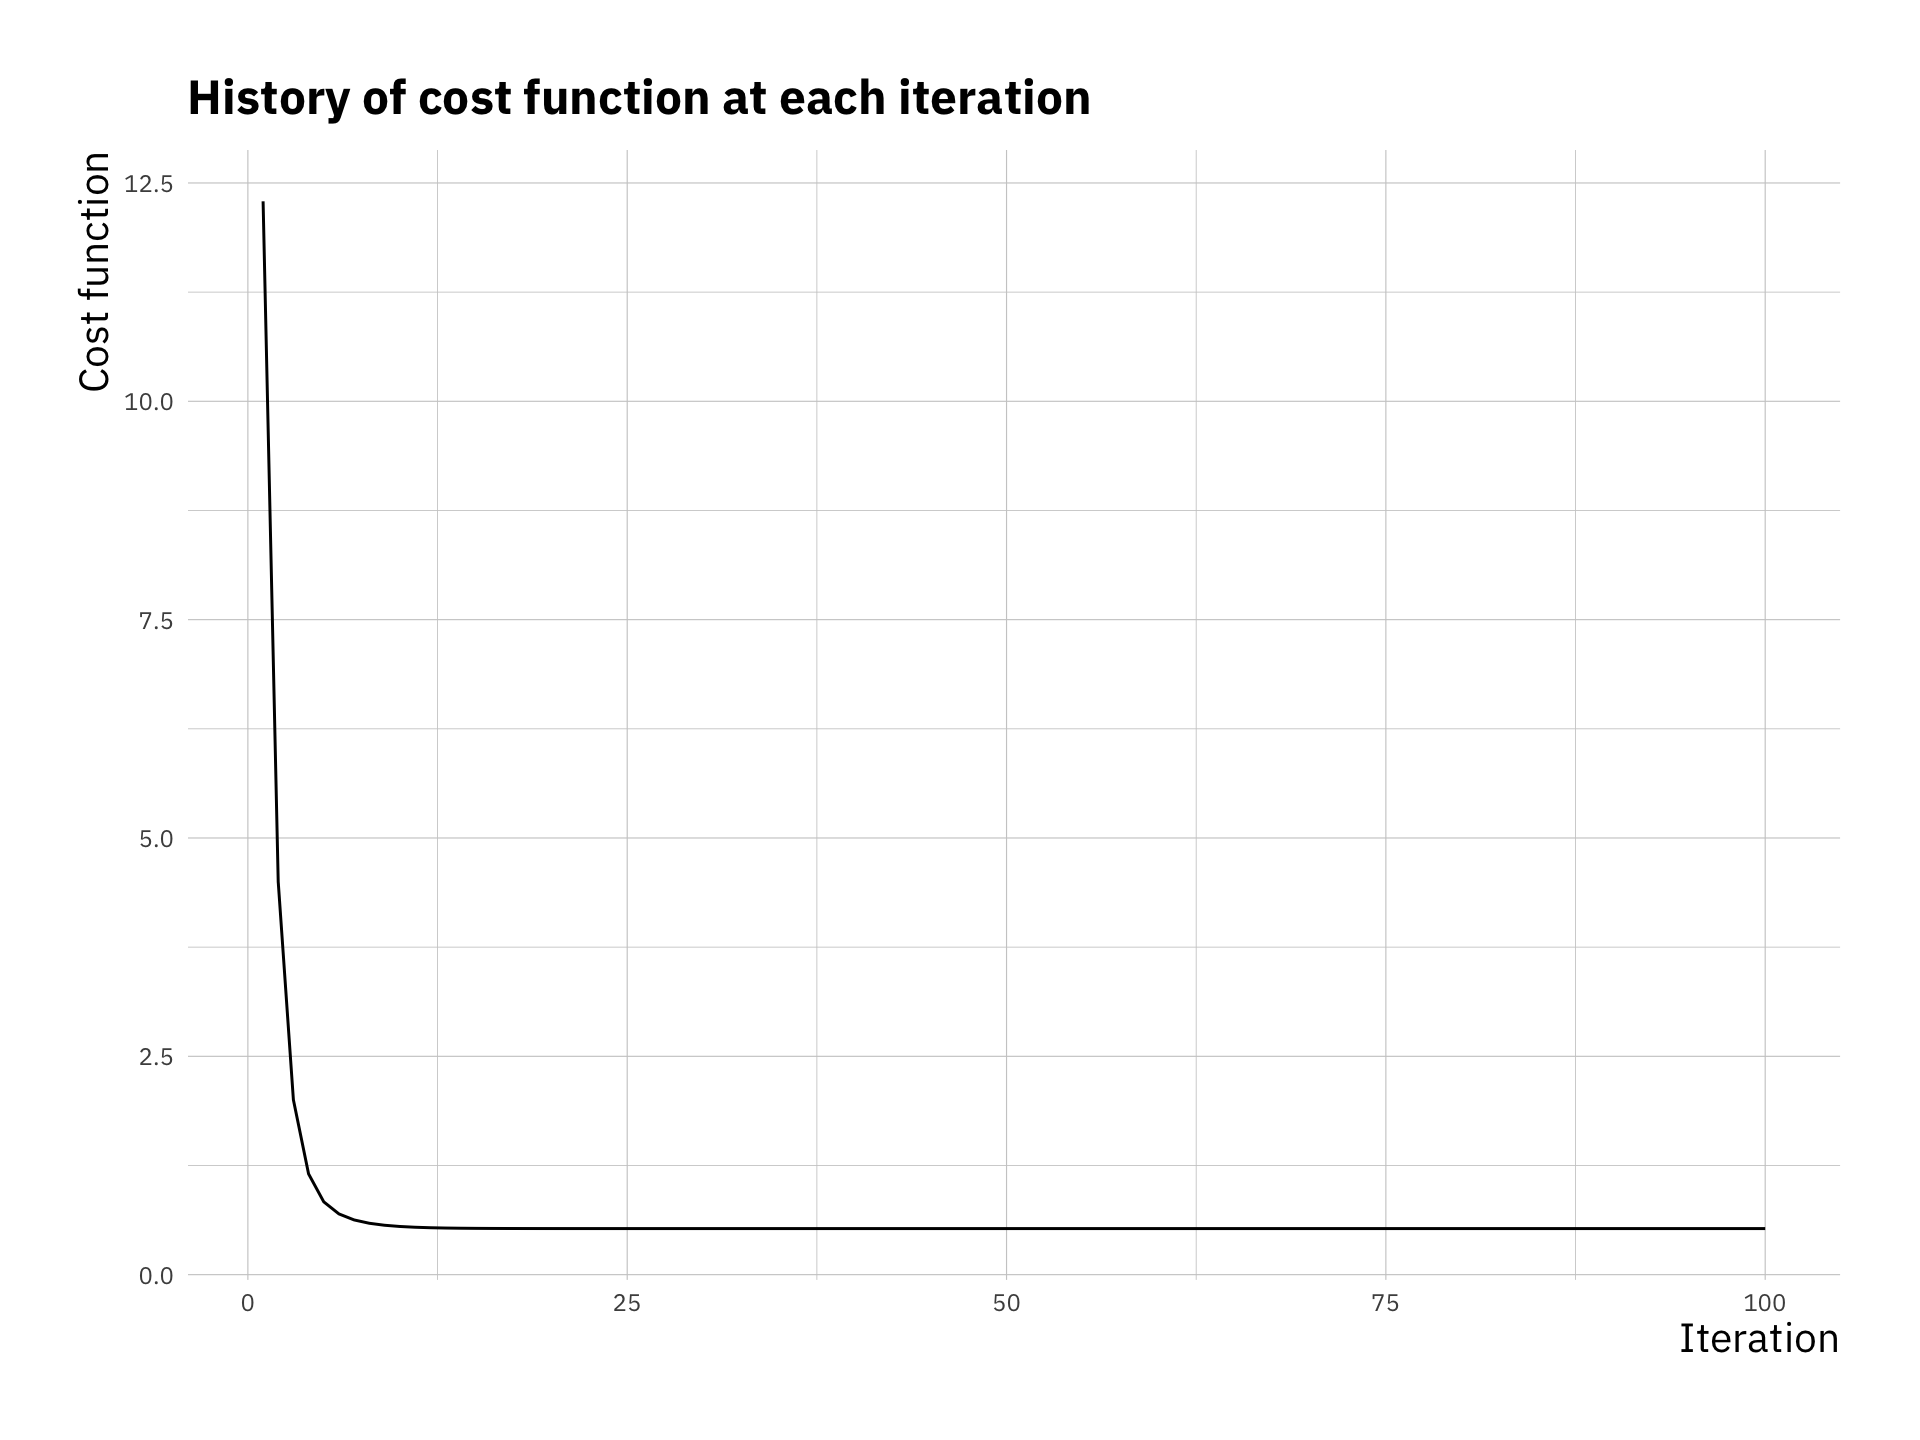 History of cost function at each iteration
Cost function
12.5
10.0
7.5
5.0
2.5
0.0
0 25 50 75 100
Iteration